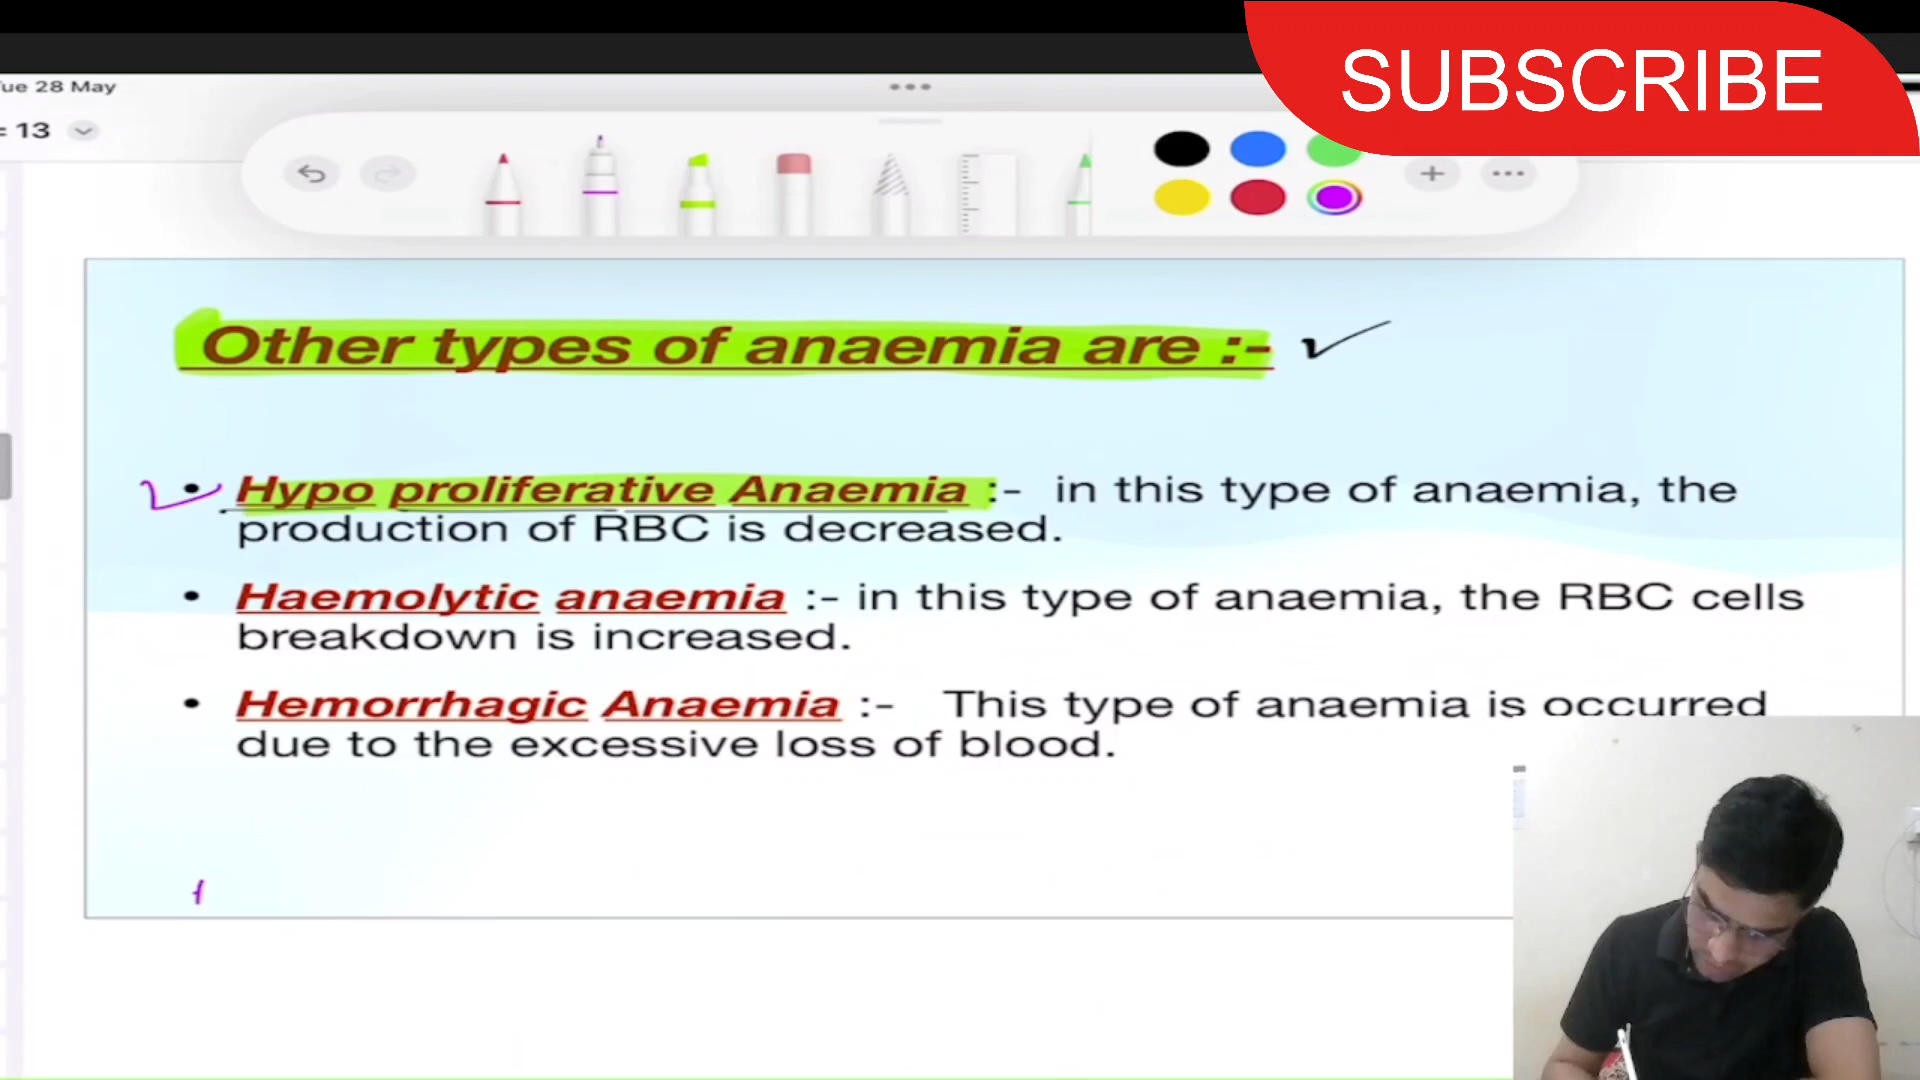 SUBSCRIBE
ue 28 May
= 13
Other types of anaemia are :-
• Hypo proliferative Anaemia :- in this type of anaemia, the
production of RBC is decreased.
• Haemolytic anaemia :- in this type of anaemia, the RBC cells
breakdown is increased.
• Hemorrhagic Anaemia :- This type of anaemia is occurred
due to the excessive loss of blood.